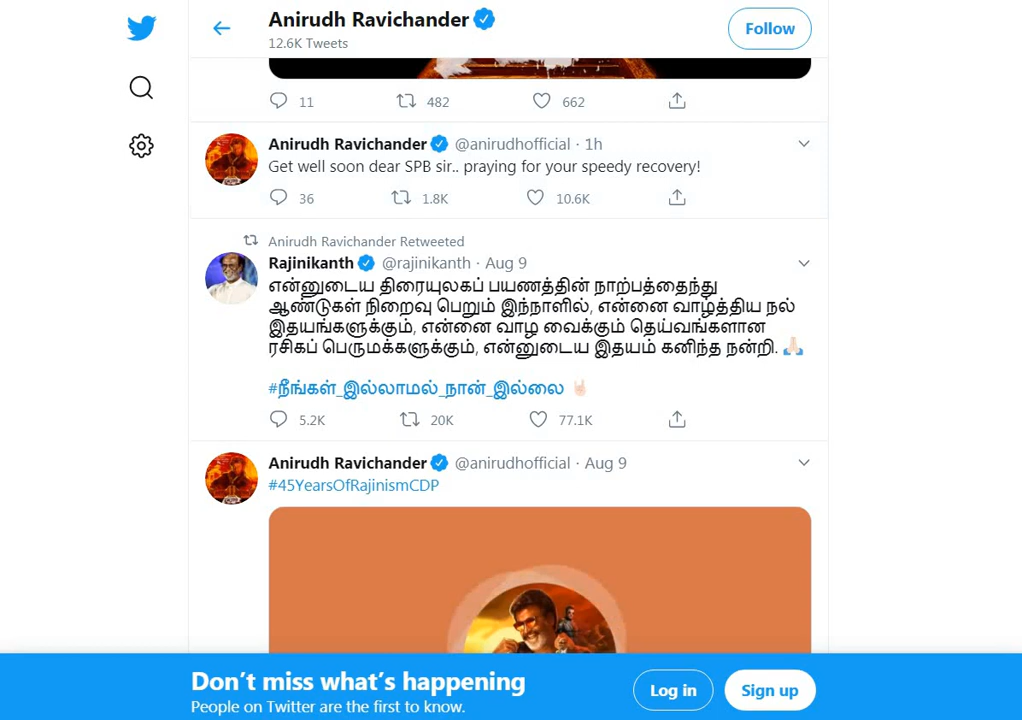 Anirudh Ravichander
12.6K Tweets
Follow
11 482 662
Anirudh Ravichander @anirudhofficial · 1h
Get well soon dear SPB sir.. praying for your speedy recovery!
36 1.8K 10.6K
Anirudh Ravichander Retweeted
Rajinikanth @rajinikanth · Aug 9
என்னுடைய திரையுலகப் பயணத்தின் நாற்பத்தைந்து
ஆண்டுகள் நிறைவு பெறும் இந்நாளில், என்னை வாழ்த்திய நல்
இதயங்களுக்கும், என்னை வாழ வைக்கும் தெய்வங்களான
ரசிகப் பெருமக்களுக்கும், என்னுடைய இதயம் கனிந்த நன்றி. 🙏🏻
#நீங்கள்_இல்லாமல்_நான்_இல்லை 🤘🏻
5.2K 20K 77.1K
Anirudh Ravichander @anirudhofficial · Aug 9
#45YearsOfRajinismCDP
Don't miss what's happening
People on Twitter are the first to know.
Log in
Sign up